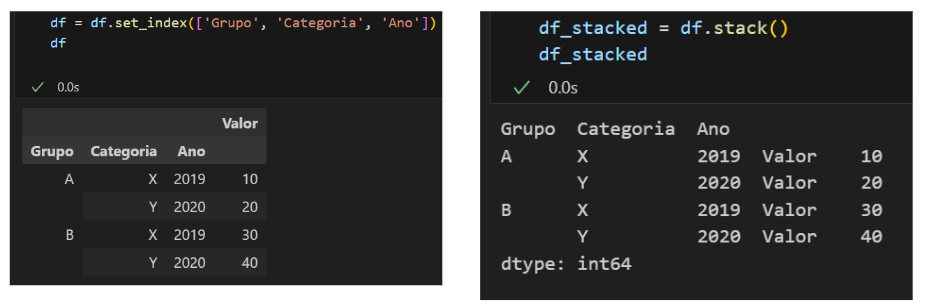 df = df.set_index(['Grupo', 'Categoria', 'Ano'])
df
0.0s
Valor
Grupo Categoria Ano
A X 2019 10
Y 2020 20
B X 2019 30
Y 2020 40
df_stacked = df.stack()
df_stacked
0.0s
Grupo Categoria Ano
A X 2019 Valor 10
Y 2020 Valor 20
B X 2019 Valor 30
Y 2020 Valor 40
dtype: int64